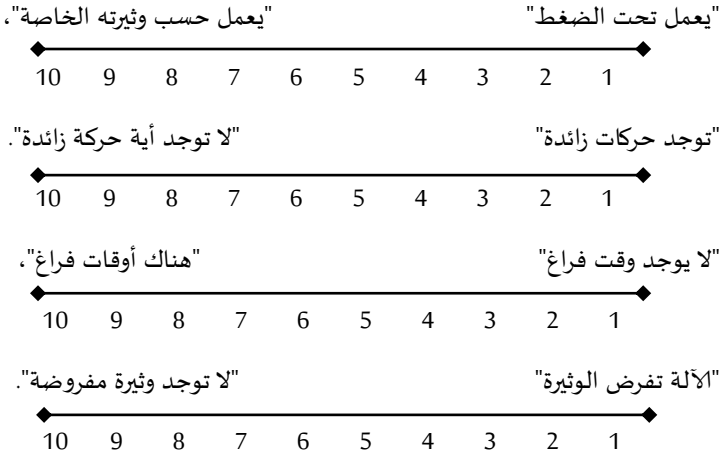 "يعمل تحت الضغط" "يعمل حسب وثيرته الخاصة"،
1 2 3 4 5 6 7 8 9 10
"توجد حركات زائدة" "لا توجد أية حركة زائدة".
1 2 3 4 5 6 7 8 9 10
"لا يوجد وقت فراغ" "هناك أوقات فراغ"،
1 2 3 4 5 6 7 8 9 10
"الآلة تفرض الوثيرة" "لا توجد وثيرة مفروضة".
1 2 3 4 5 6 7 8 9 10